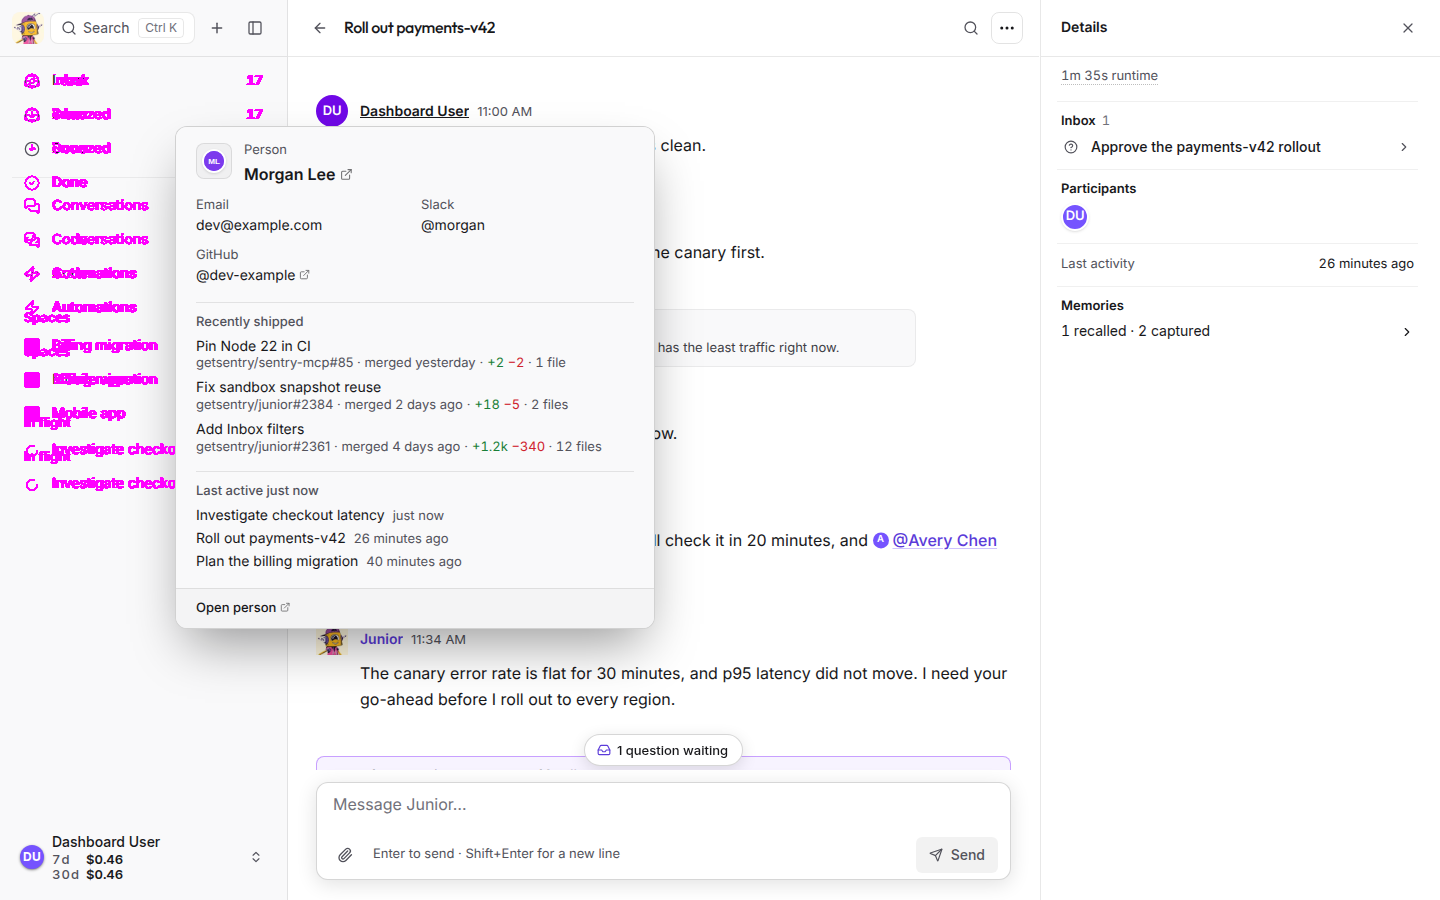 Search Ctrl K
Roll out payments-v42
Details
Inbox 17
17
Snoozed
Done
Conversations
Automations
Spaces
Billing migration
Mobile app
In flight
Investigate checko
Investigate checko
Dashboard User
7d $0.46
30d $0.46
DU Dashboard User 11:00 AM
clean.
he canary first.
has the least traffic right now.
ow.
ll check it in 20 minutes, and A @Avery Chen
Person
ML Morgan Lee
Email Slack
dev@example.com @morgan
GitHub
@dev-example
Recently shipped
Pin Node 22 in CI
getsentry/sentry-mcp#85 · merged yesterday · +2 −2 · 1 file
Fix sandbox snapshot reuse
getsentry/junior#2384 · merged 2 days ago · +18 −5 · 2 files
Add Inbox filters
getsentry/junior#2361 · merged 4 days ago · +1.2k −340 · 12 files
Last active just now
Investigate checkout latency just now
Roll out payments-v42 26 minutes ago
Plan the billing migration 40 minutes ago
Open person
Junior 11:34 AM
The canary error rate is flat for 30 minutes, and p95 latency did not move. I need your
go-ahead before I roll out to every region.
1 question waiting
Message Junior...
Enter to send · Shift+Enter for a new line
Send
1m 35s runtime
Inbox 1
Approve the payments-v42 rollout
Participants
DU
Last activity 26 minutes ago
Memories
1 recalled · 2 captured
DU